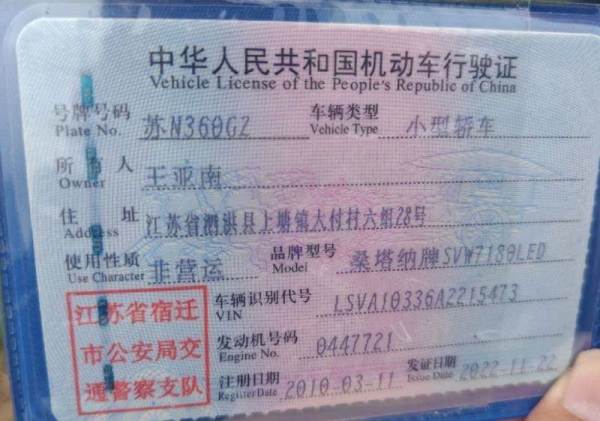 中华人民共和国机动车行驶证
Vehicle License of the People's Republic of China
号牌号码 苏N360GZ 车辆类型 小型轿车
Plate No. Vehicle Type
所有人 王亚南
Owner
住址 江苏省泗洪县上塘镇大付村六组28号
Address
使用性质 非营运 品牌型号 桑塔纳牌SVW7180LED
Use Character Model
江苏省宿迁
市公安局交
通警察支队
车辆识别代号 LSVA10336A2215473
VIN
发动机号码 0447721
Engine No.
注册日期 2010-03-11 发证日期 2022-11-22
Register Date Issue Date